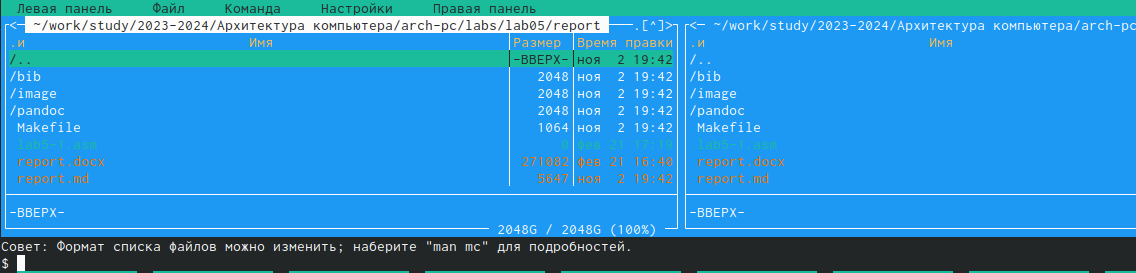 Левая панель Файл Команда Настройки Правая панель
<— ~/work/study/2023-2024/Архитектура компьютера/arch-pc/labs/lab05/report .[^]> <— ~/work/study/2023-2024/Архитектура компьютера/arch-pc
.и Имя Размер Время правки .и Имя
/.. -ВВЕРХ- ноя 2 19:42 /..
/bib 2048 ноя 2 19:42 /bib
/image 2048 ноя 2 19:42 /image
/pandoc 2048 ноя 2 19:42 /pandoc
Makefile 1064 ноя 2 19:42 Makefile
lab5-1.asm 0 фев 21 17:19 lab5-1.asm
report.docx 271082 фев 21 16:40 report.docx
report.md 5647 ноя 2 19:42 report.md
-ВВЕРХ- -ВВЕРХ-
2048G / 2048G (100%)
Совет: Формат списка файлов можно изменить; наберите "man mc" для подробностей.
$